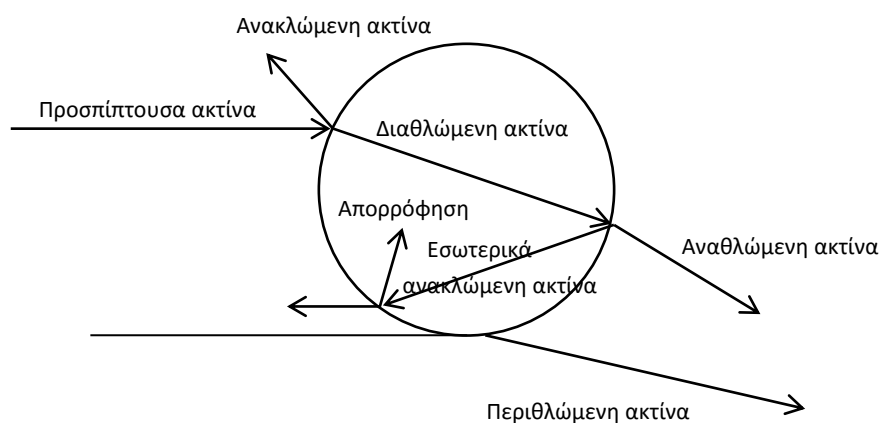 Ανακλώμενη ακτίνα
Προσπίπτουσα ακτίνα
Διαθλώμενη ακτίνα
Απορρόφηση
Εσωτερικά
ανακλώμενη ακτίνα
Αναθλώμενη ακτίνα
Περιθλώμενη ακτίνα